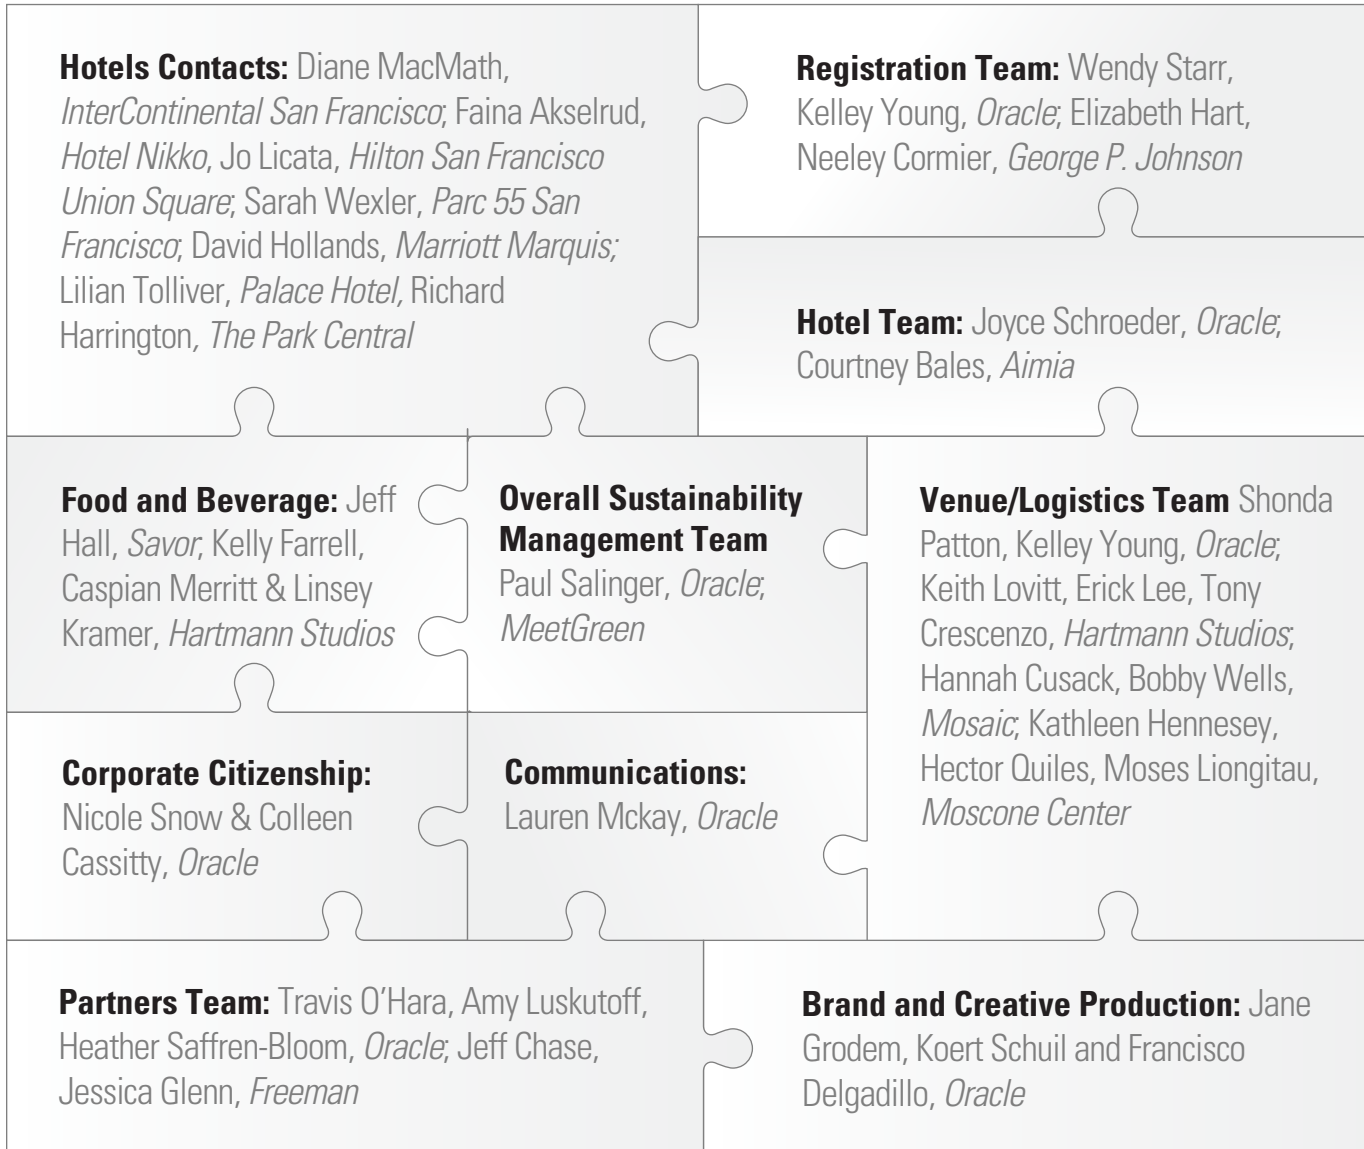 Hotels Contacts: Diane MacMath,
InterContinental San Francisco; Faina Akselrud,
Hotel Nikko, Jo Licata, Hilton San Francisco
Union Square; Sarah Wexler, Parc 55 San
Francisco; David Hollands, Marriott Marquis;
Lilian Tolliver, Palace Hotel, Richard
Harrington, The Park Central
Registration Team: Wendy Starr,
Kelley Young, Oracle; Elizabeth Hart,
Neeley Cormier, George P. Johnson
Hotel Team: Joyce Schroeder, Oracle;
Courtney Bales, Aimia
Food and Beverage: Jeff
Hall, Savor; Kelly Farrell,
Caspian Merritt & Linsey
Kramer, Hartmann Studios
Overall Sustainability
Management Team
Paul Salinger, Oracle;
MeetGreen
Venue/Logistics Team Shonda
Patton, Kelley Young, Oracle;
Keith Lovitt, Erick Lee, Tony
Crescenzo, Hartmann Studios;
Hannah Cusack, Bobby Wells,
Mosaic; Kathleen Hennesey,
Hector Quiles, Moses Liongitau,
Moscone Center
Corporate Citizenship:
Nicole Snow & Colleen
Cassitty, Oracle
Communications:
Lauren Mckay, Oracle
Partners Team: Travis O’Hara, Amy Luskutoff,
Heather Saffren-Bloom, Oracle; Jeff Chase,
Jessica Glenn, Freeman
Brand and Creative Production: Jane
Grodem, Koert Schuil and Francisco
Delgadillo, Oracle